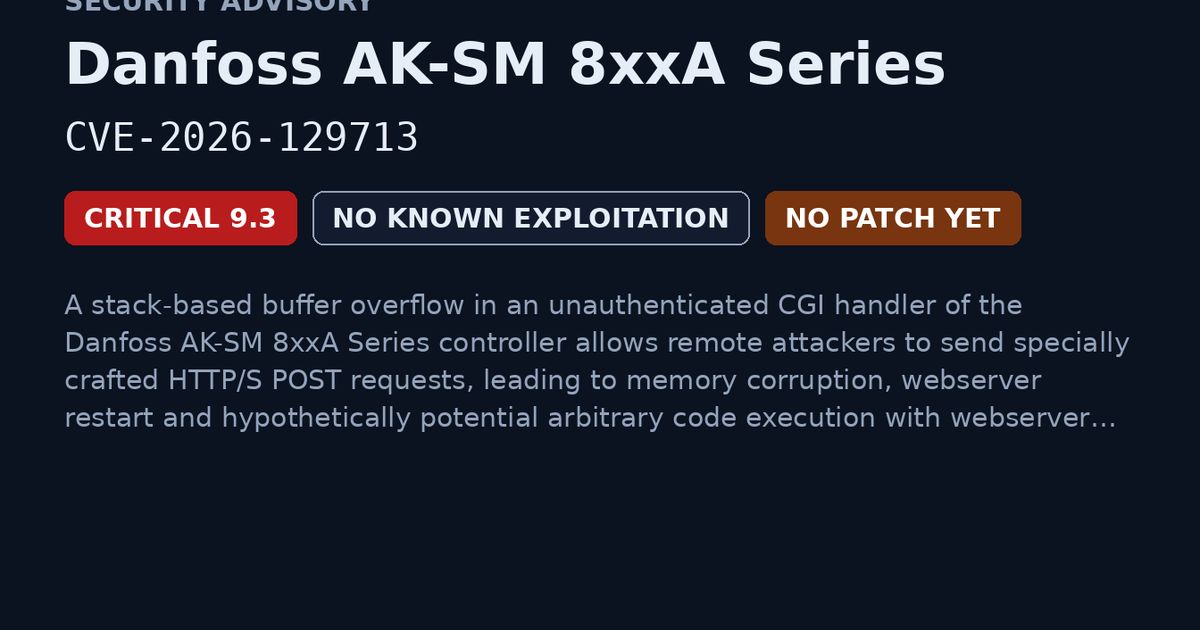 SECURITY ADVISORY
Danfoss AK-SM 8xxA Series
CVE-2026-129713
CRITICAL 9.3
NO KNOWN EXPLOITATION
NO PATCH YET
A stack-based buffer overflow in an unauthenticated CGI handler of the
Danfoss AK-SM 8xxA Series controller allows remote attackers to send specially
crafted HTTP/S POST requests, leading to memory corruption, webserver
restart and hypothetically potential arbitrary code execution with webserver…